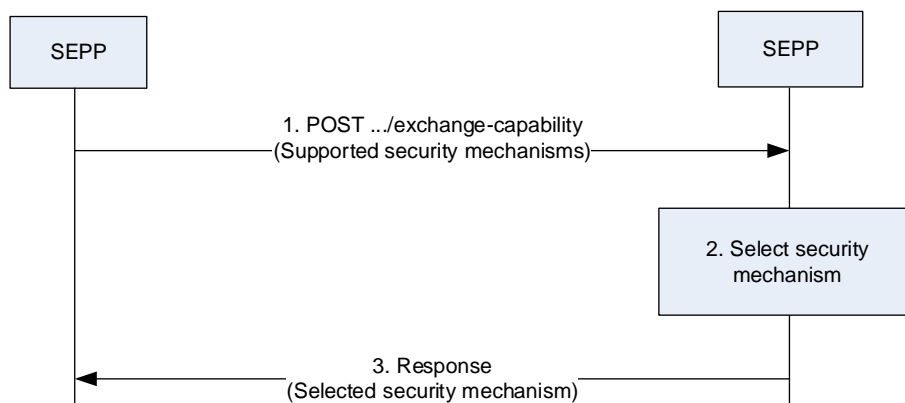 SEPP
SEPP
1. POST .../exchange-capability
(Supported security mechanisms)
2. Select security
mechanism
3. Response
(Selected security mechanism)